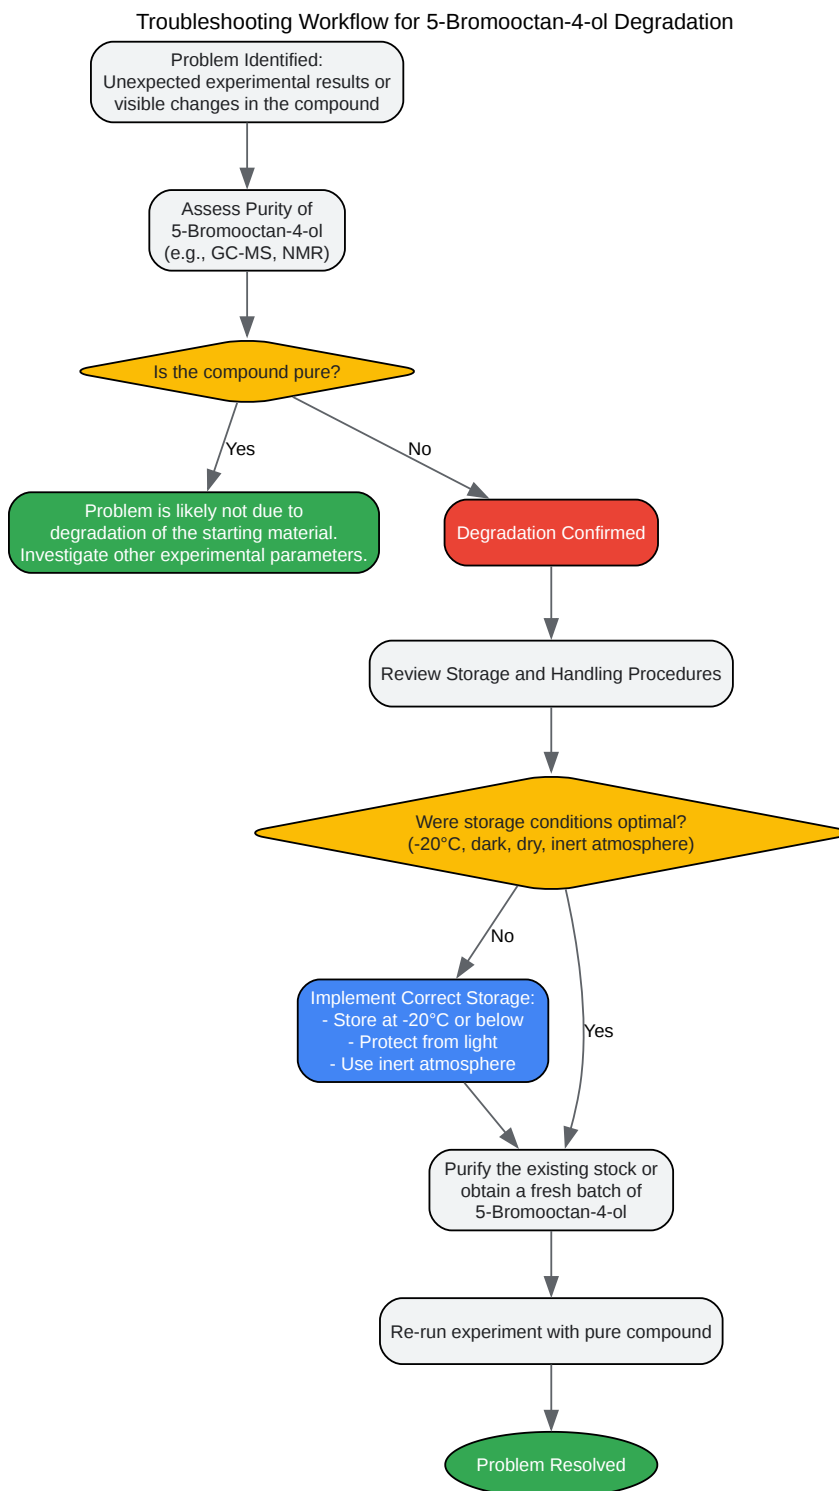 Troubleshooting Workflow for 5-Bromooctan-4-ol Degradation
Problem Identified:
Unexpected experimental results or
visible changes in the compound
Assess Purity of
5-Bromooctan-4-ol
(e.g., GC-MS, NMR)
Is the compound pure?
Yes
No
Problem is likely not due to
degradation of the starting material.
Investigate other experimental parameters.
Degradation Confirmed
Review Storage and Handling Procedures
Were storage conditions optimal?
(-20°C, dark, dry, inert atmosphere)
No
Implement Correct Storage:
- Store at -20°C or below
- Protect from light
- Use inert atmosphere
Yes
Purify the existing stock or
obtain a fresh batch of
5-Bromooctan-4-ol
Re-run experiment with pure compound
Problem Resolved